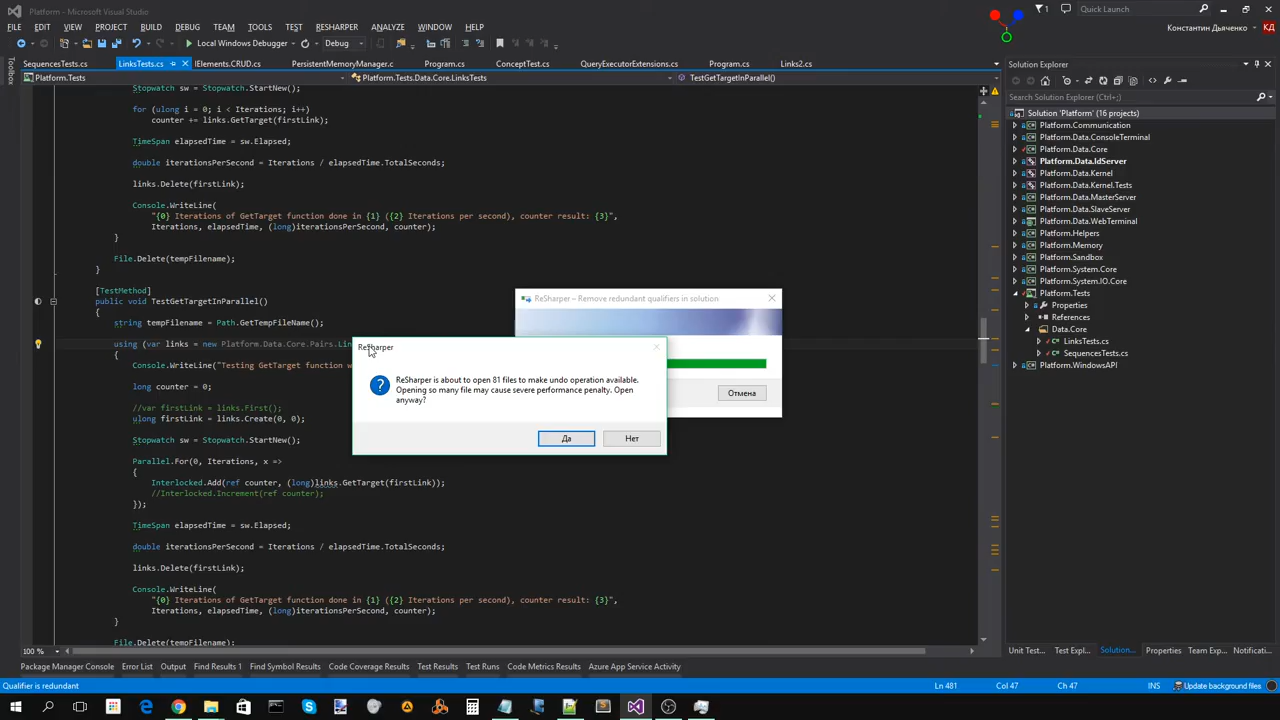 Platform - Microsoft Visual Studio
1
Quick Launch
FILE EDIT VIEW PROJECT BUILD DEBUG TEAM TOOLS TEST RESHARPER ANALYZE WINDOW HELP
Константин Дьяченко КД
Local Windows Debugger Debug
SequencesTests.cs LinksTests.cs IElements.CRUD.cs PersistentMemoryManager.c Program.cs ConceptTest.cs QueryExecutorExtensions.cs Program.cs Links2.cs
Solution Explorer
Toolbox
Platform.Tests Platform.Tests.Data.Core.LinksTests TestGetTargetInParallel()
Stopwatch sw = Stopwatch.StartNew();
for (ulong i = 0; i < Iterations; i++)
counter += links.GetTarget(firstLink);
TimeSpan elapsedTime = sw.Elapsed;
double iterationsPerSecond = Iterations / elapsedTime.TotalSeconds;
links.Delete(firstLink);
Console.WriteLine(
"{0} Iterations of GetTarget function done in {1} ({2} Iterations per second), counter result: {3}",
Iterations, elapsedTime, (long)iterationsPerSecond, counter);
}
File.Delete(tempFilename);
}
[TestMethod]
public void TestGetTargetInParallel()
{
string tempFilename = Path.GetTempFileName();
using (var links = new Platform.Data.Core.Pairs.Lin
{
Console.WriteLine("Testing GetTarget function w
long counter = 0;
//var firstLink = links.First();
ulong firstLink = links.Create(0, 0);
Stopwatch sw = Stopwatch.StartNew();
Parallel.For(0, Iterations, x =>
{
Interlocked.Add(ref counter, (long)links.GetTarget(firstLink));
//Interlocked.Increment(ref counter);
});
TimeSpan elapsedTime = sw.Elapsed;
double iterationsPerSecond = Iterations / elapsedTime.TotalSeconds;
links.Delete(firstLink);
Console.WriteLine(
"{0} Iterations of GetTarget function done in {1} ({2} Iterations per second), counter result: {3}",
Iterations, elapsedTime, (long)iterationsPerSecond, counter);
}
File.Delete(tempFilename);
ReSharper – Remove redundant qualifiers in solution
Отмена
ReSharper
ReSharper is about to open 81 files to make undo operation available.
Opening so many file may cause severe performance penalty. Open
anyway?
Да Нет
Search Solution Explorer (Ctrl+;)
Solution 'Platform' (16 projects)
Platform.Communication
Platform.Data.ConsoleTerminal
Platform.Data.Core
Platform.Data.IdServer
Platform.Data.Kernel
Platform.Data.Kernel.Tests
Platform.Data.MasterServer
Platform.Data.SlaveServer
Platform.Data.WebTerminal
Platform.Helpers
Platform.Memory
Platform.Sandbox
Platform.System.Core
Platform.System.IO.Core
Platform.Tests
Properties
References
Data.Core
LinksTests.cs
SequencesTests.cs
Platform.WindowsAPI
100 %
Unit Test... Test Expl... Solution... Properties Team Exp... Notificati...
Package Manager Console Error List Output Find Results 1 Find Symbol Results Code Coverage Results Test Results Test Runs Code Metrics Results Azure App Service Activity
Qualifier is redundant Ln 481 Col 47 Ch 47 INS Update background files